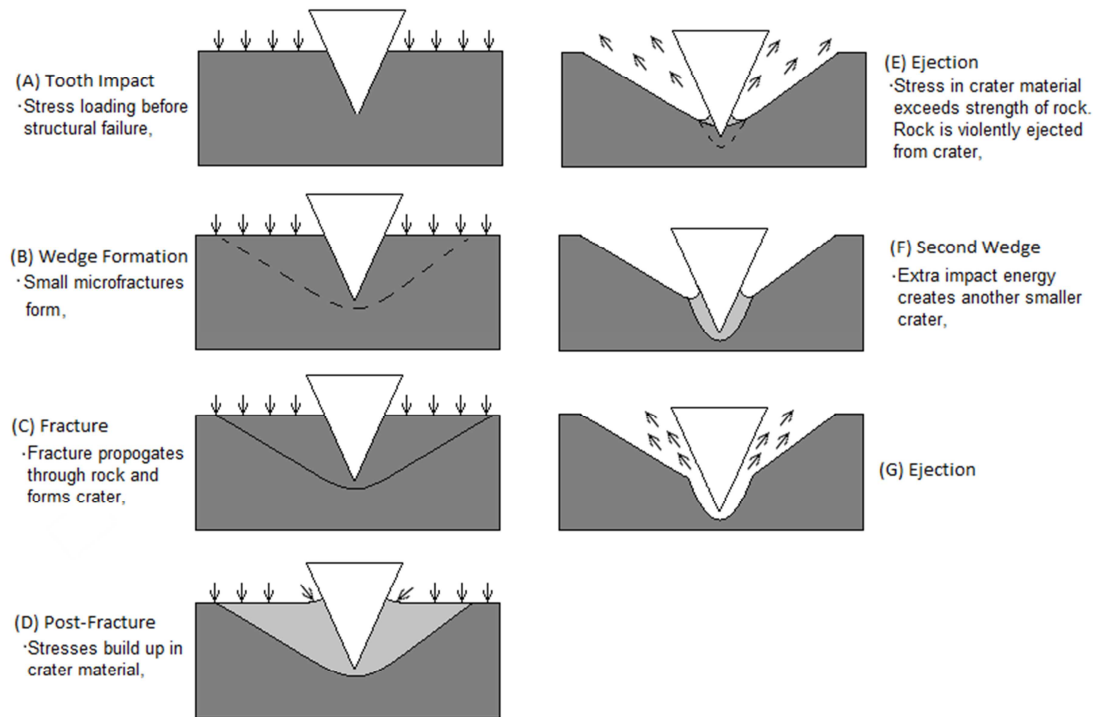 (A) Tooth Impact
·Stress loading before
structural failure,
(B) Wedge Formation
·Small microfractures
form,
(C) Fracture
·Fracture propogates
through rock and
forms crater,
(D) Post-Fracture
·Stresses build up in
crater material,
(E) Ejection
·Stress in crater material
exceeds strength of rock.
Rock is violently ejected
from crater,
(F) Second Wedge
·Extra impact energy
creates another smaller
crater,
(G) Ejection